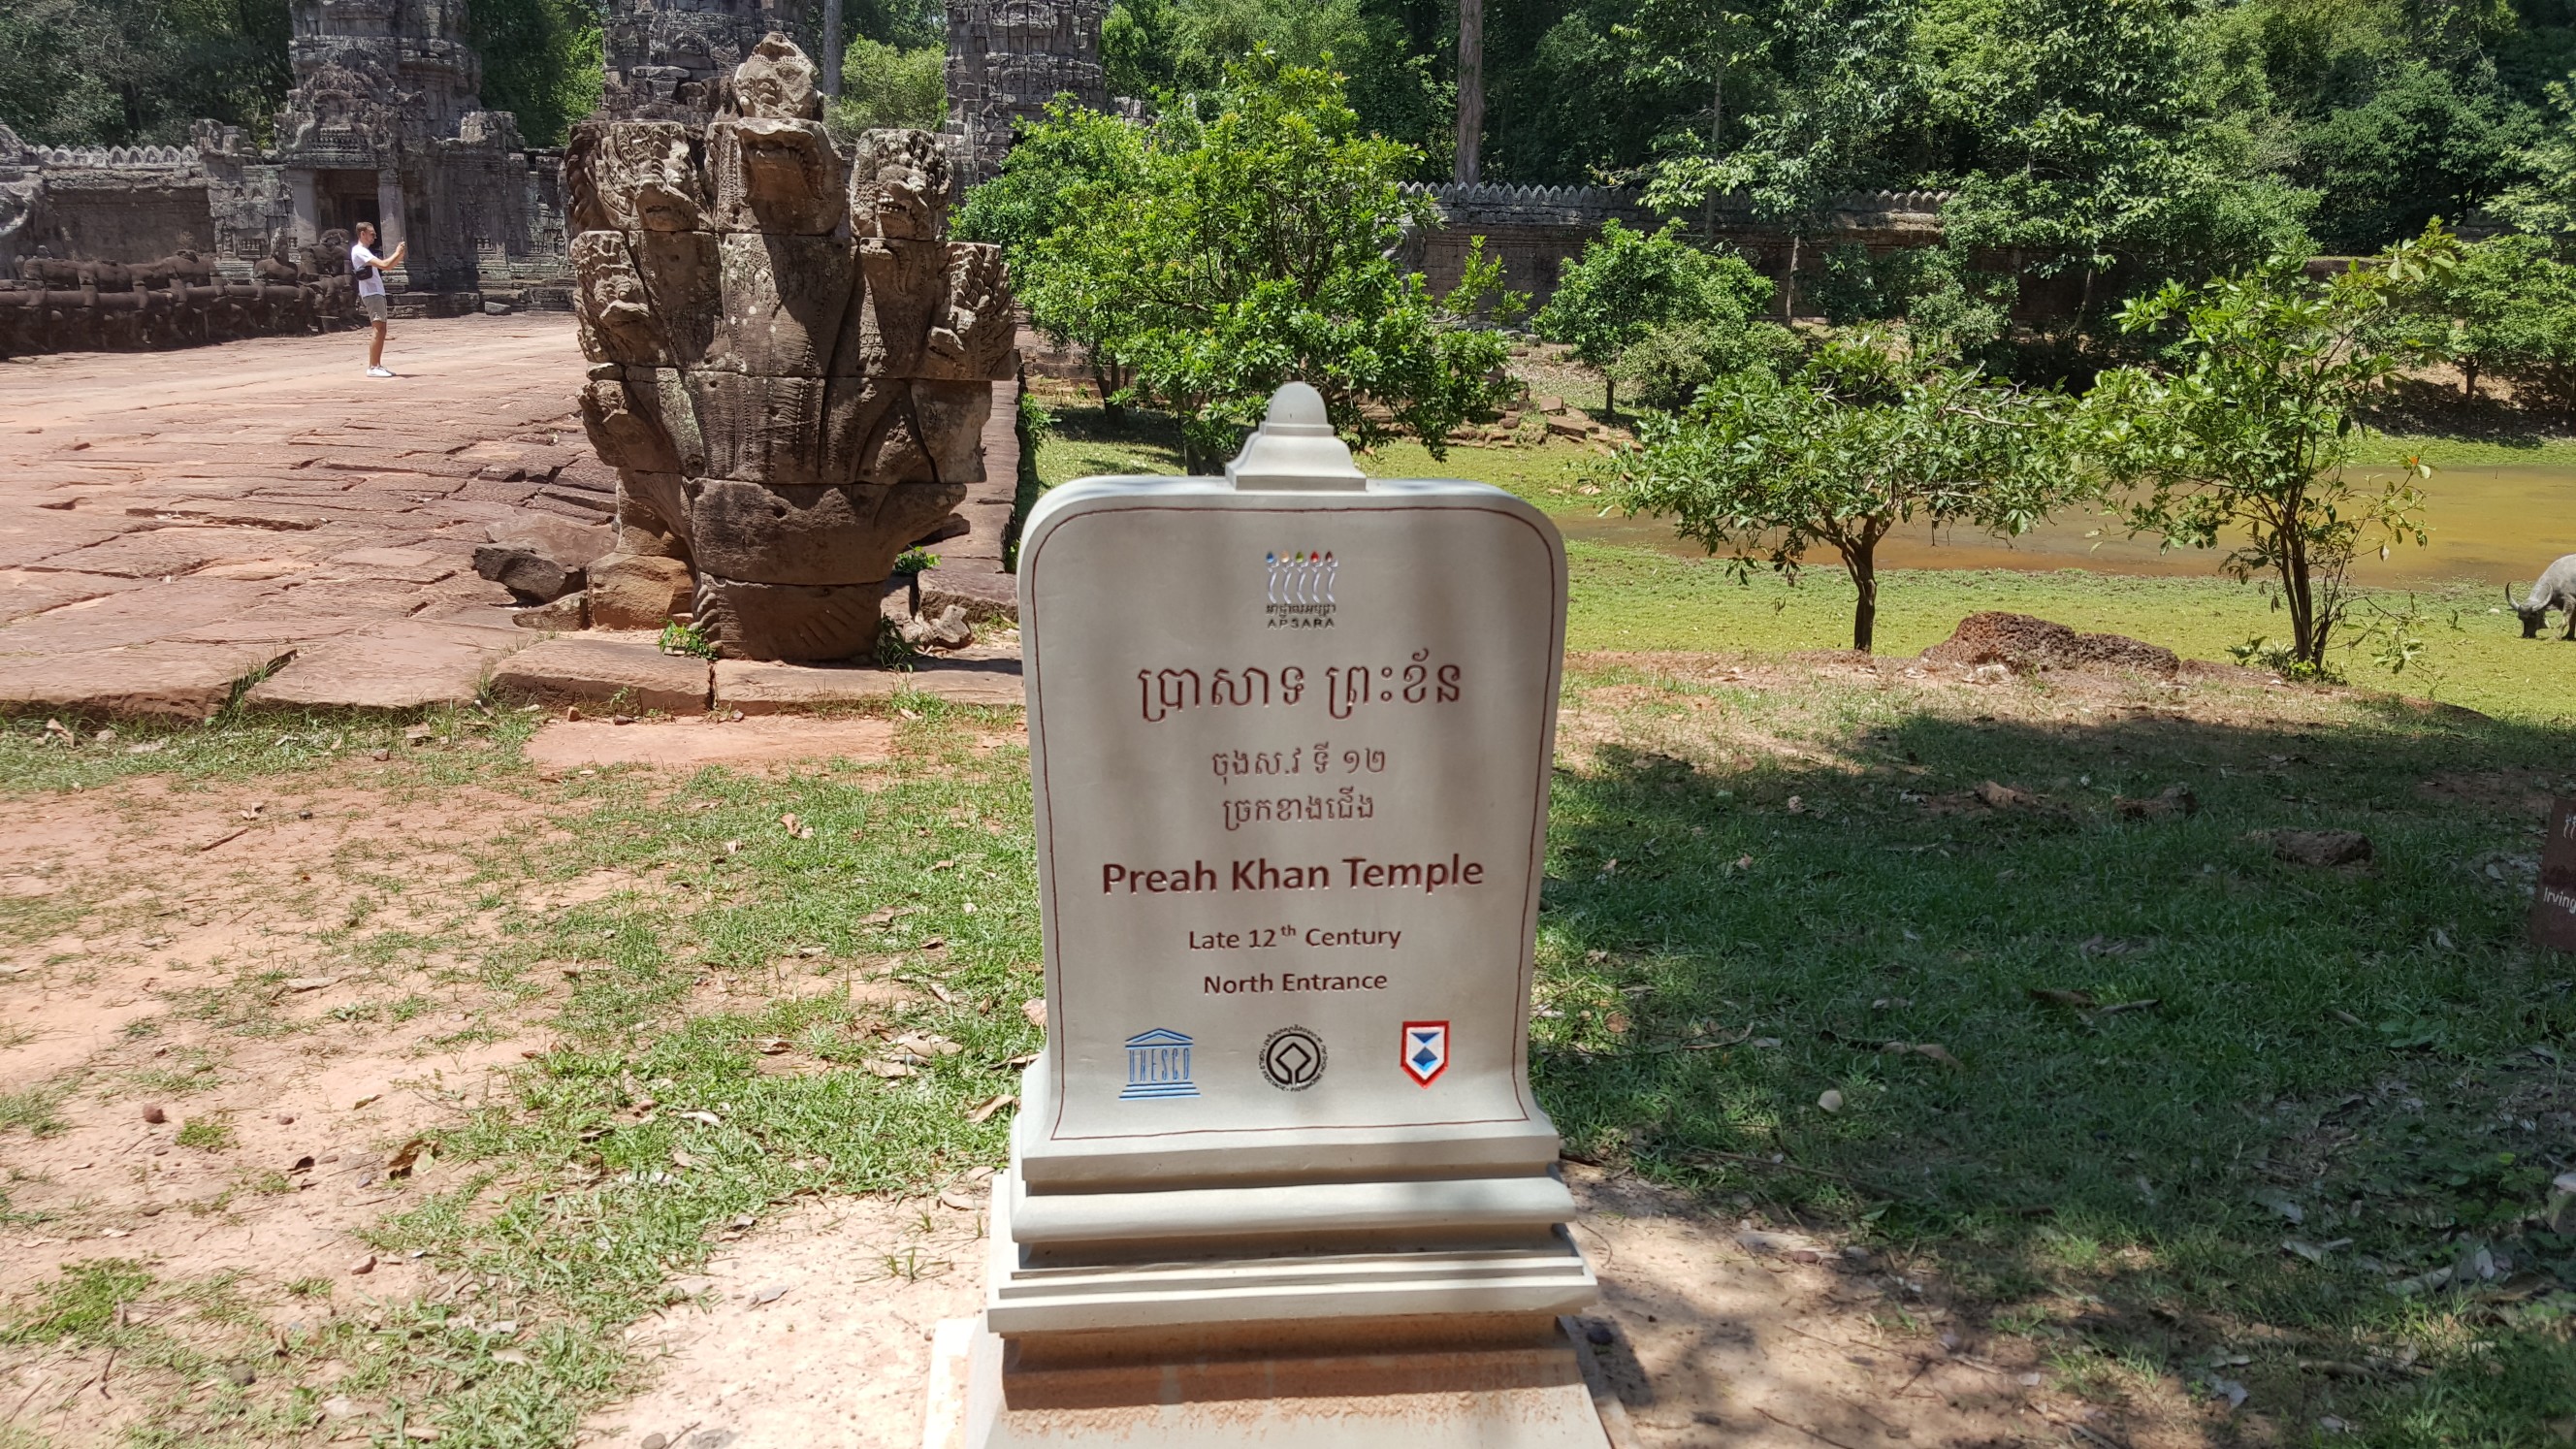 អាជ្ញាធរអប្សរា
APSARA
ប្រាសាទ ព្រះខ័ន
ចុងស.វ ទី ១២
ច្រកខាងជើង
Preah Khan Temple
Late 12th Century
North Entrance
UNESCO
Irving